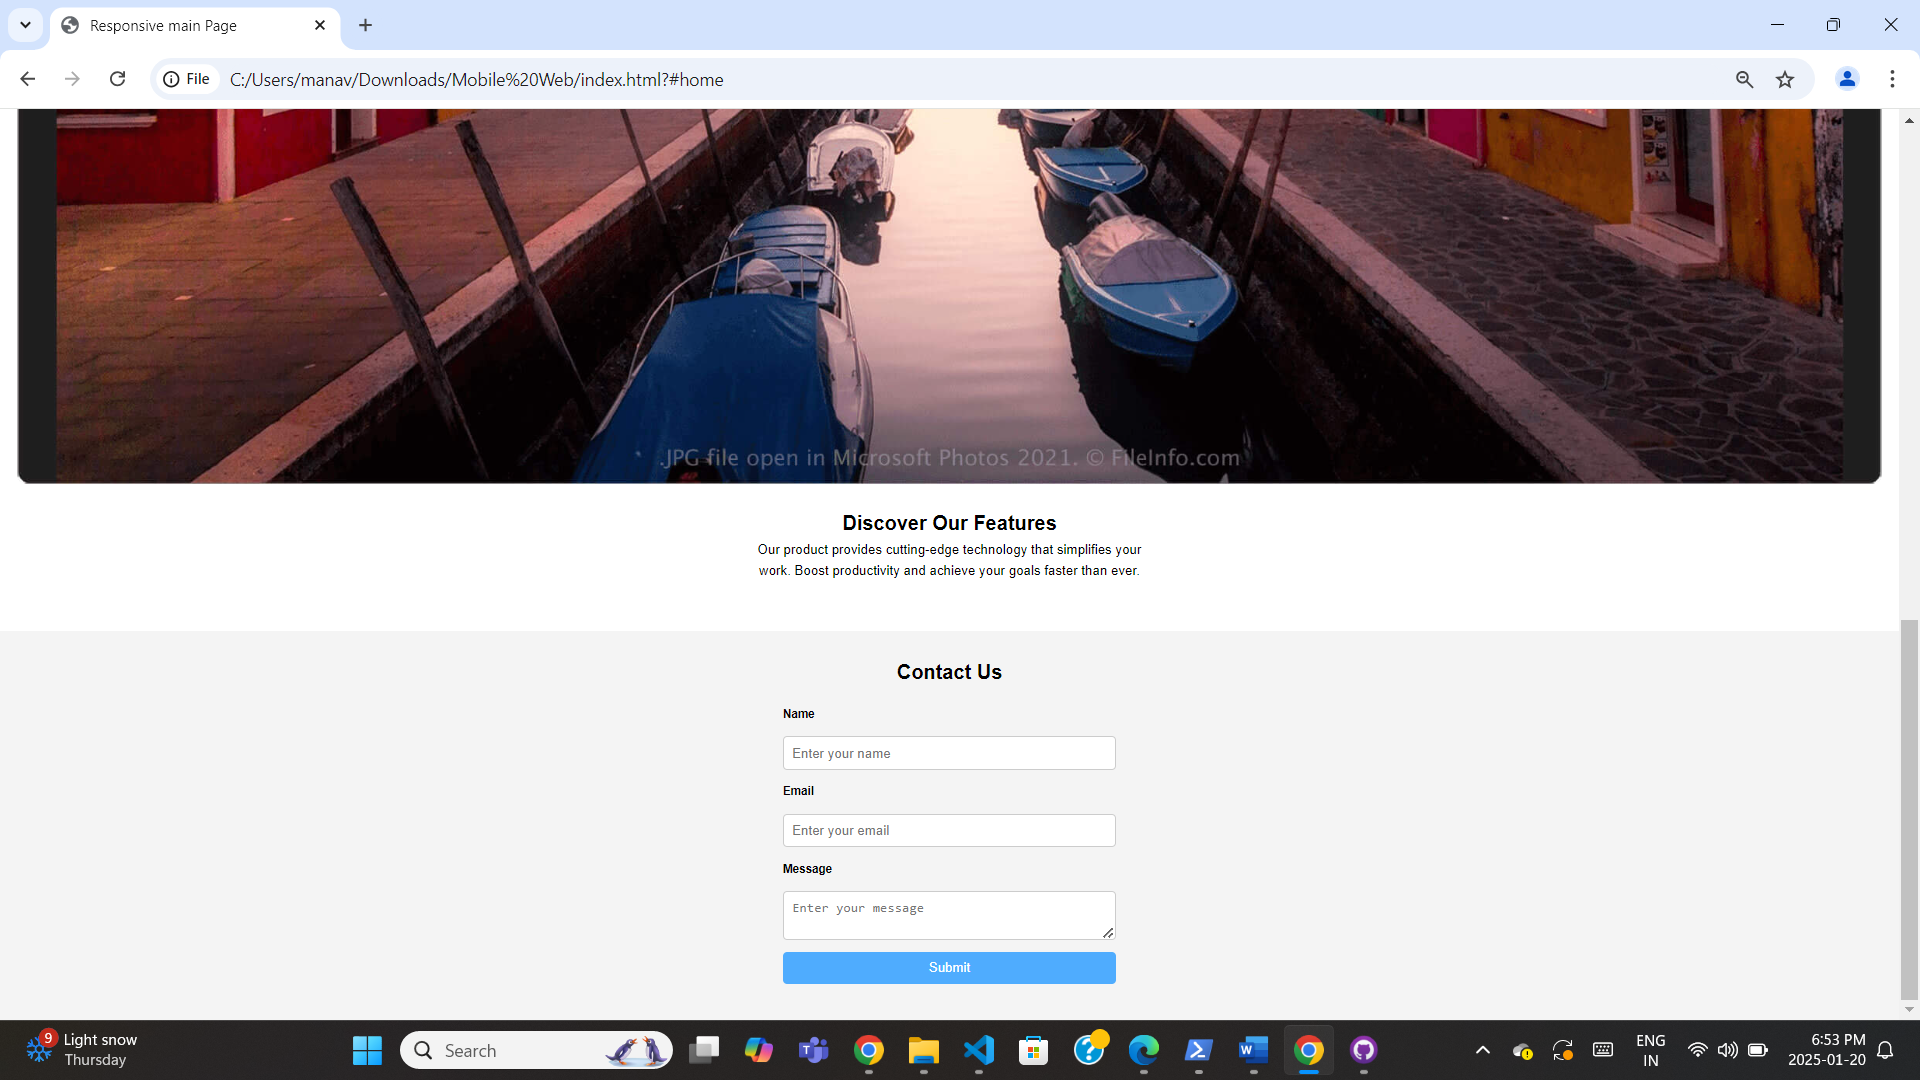 Responsive main Page
File
C:/Users/manav/Downloads/Mobile%20Web/index.html?#home
.JPG file open in Microsoft Photos 2021. © FileInfo.com
Discover Our Features
Our product provides cutting-edge technology that simplifies your
work. Boost productivity and achieve your goals faster than ever.
Contact Us
Name
Enter your name
Email
Enter your email
Message
Enter your message
Submit
9
Light snow
Thursday
Search
ENG
IN
6:53 PM
2025-01-20